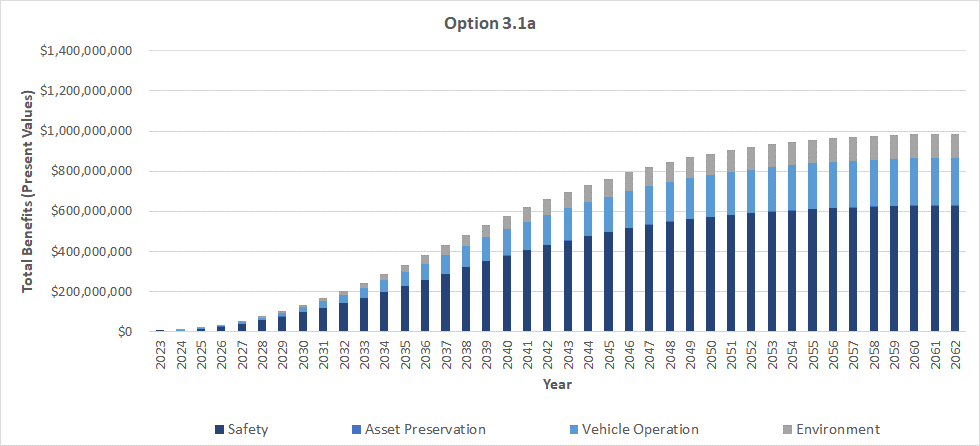 Option 3.1a
Total Benefits (Present Values)
$1,400,000,000
$1,200,000,000
$1,000,000,000
$800,000,000
$600,000,000
$400,000,000
$200,000,000
$0
2023 2024 2025 2026 2027 2028 2029 2030 2031 2032 2033 2034 2035 2036 2037 2038 2039 2040 2041 2042 2043 2044 2045 2046 2047 2048 2049 2050 2051 2052 2053 2054 2055 2056 2057 2058 2059 2060 2061 2062
Year
Safety Asset Preservation Vehicle Operation Environment